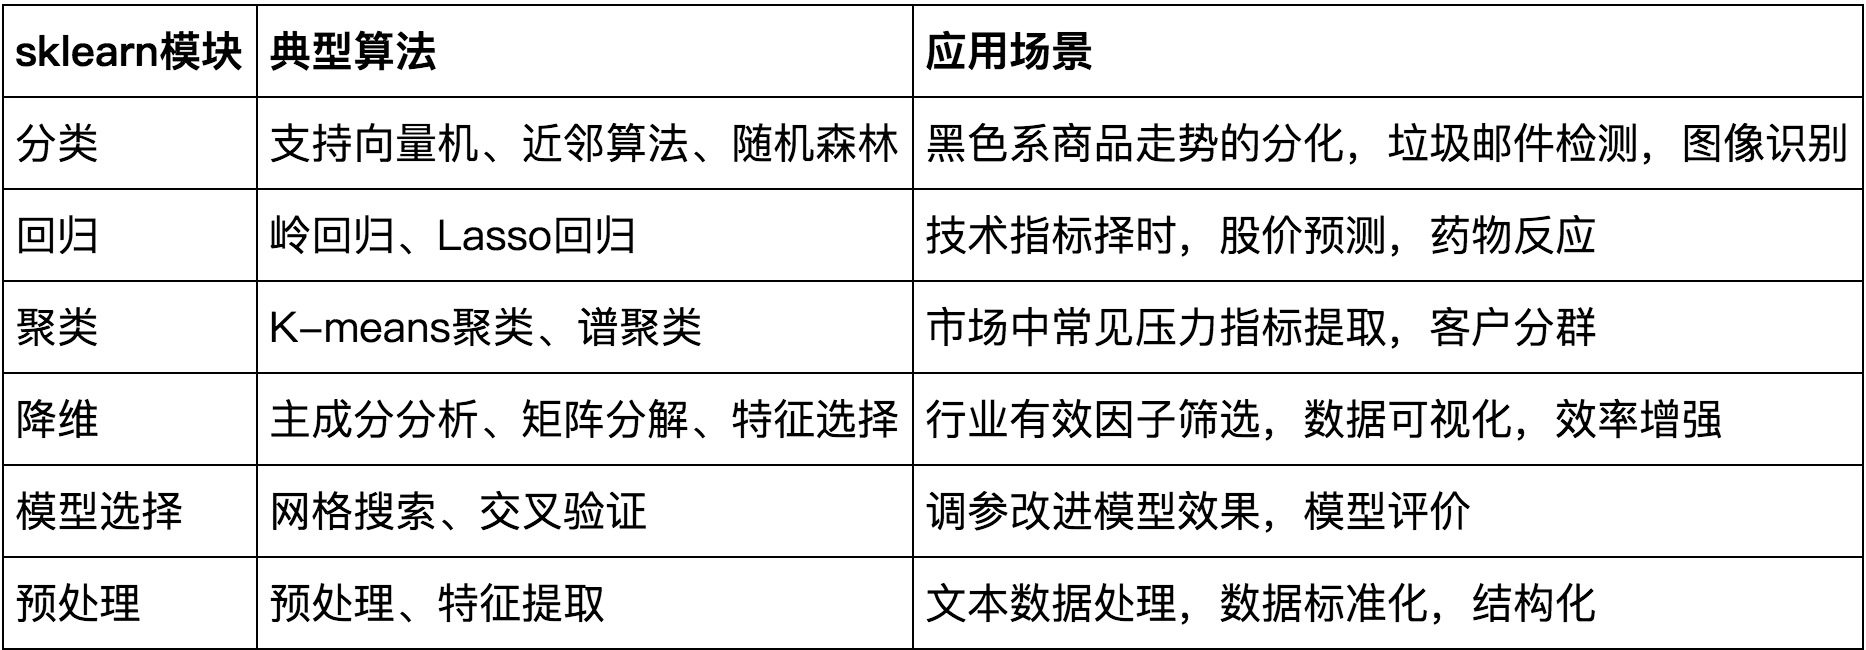 sklearn模块 典型算法 应用场景
分类 支持向量机、近邻算法、随机森林 黑色系商品走势的分化，垃圾邮件检测，图像识别
回归 岭回归、Lasso回归 技术指标择时，股价预测，药物反应
聚类 K-means聚类、谱聚类 市场中常见压力指标提取，客户分群
降维 主成分分析、矩阵分解、特征选择 行业有效因子筛选，数据可视化，效率增强
模型选择 网格搜索、交叉验证 调参改进模型效果，模型评价
预处理 预处理、特征提取 文本数据处理，数据标准化，结构化